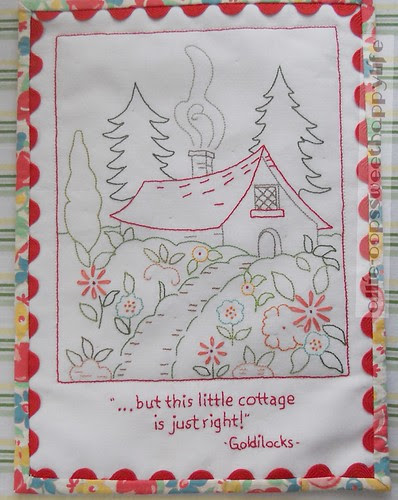 "...but this little cottage
is just right!"
-Goldilocks-